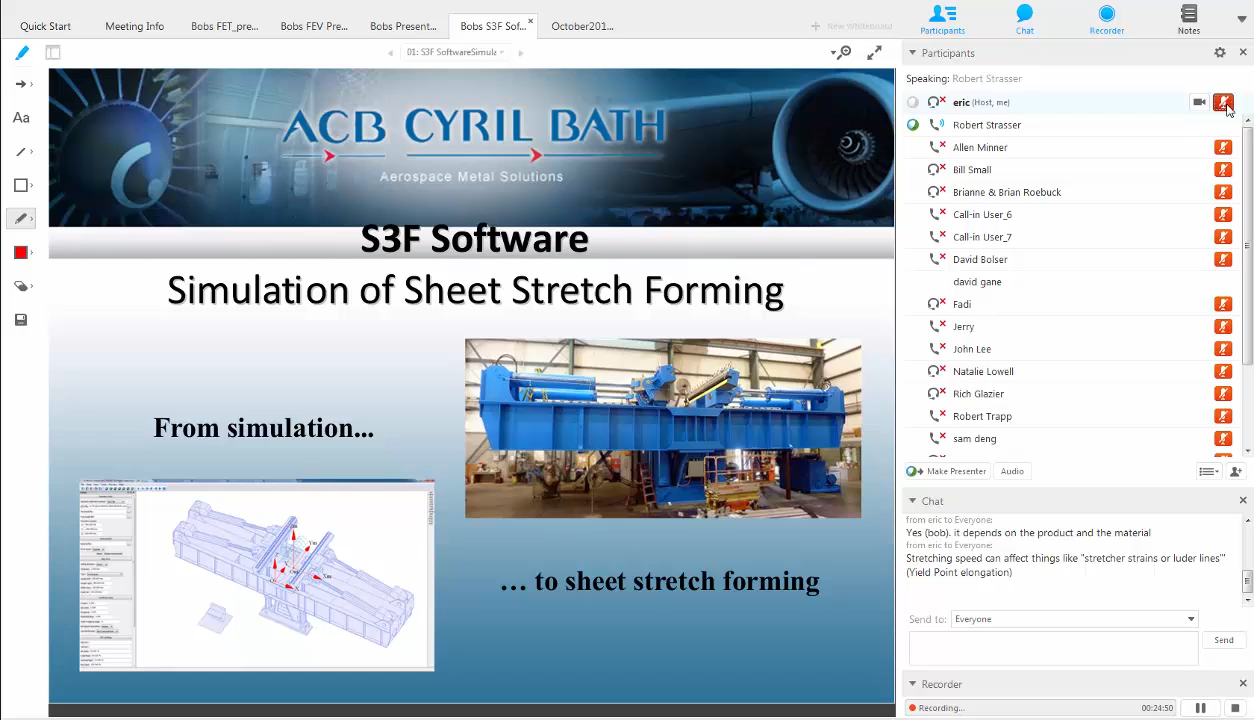 Quick Start
Meeting Info
Bobs FET_pre...
Bobs FEV Pre...
Bobs Present...
Bobs S3F Sof...
October201...
New Whiteboard
Participants
Chat
Recorder
Notes
01: S3F SoftwareSimula
Aa
ACB CYRIL BATH
Aerospace Metal Solutions
S3F Software
Simulation of Sheet Stretch Forming
From simulation...
... to sheet stretch forming
Participants
Speaking: Robert Strasser
eric (Host, me)
Robert Strasser
Allen Minner
Bill Small
Brianne & Brian Roebuck
Call-in User_6
Call-in User_7
David Bolser
david gane
Fadi
Jerry
John Lee
Natalie Lowell
Rich Glazier
Robert Trapp
sam deng
Make Presenter
Audio
Chat
from eric to Everyone:
Yes (bob). it depends on the product and the material
from eric to Everyone:
Stretching speed can affect things like "stretcher strains or luder lines'"
(Yield Point elongation)
Send to:
Everyone
Send
Recorder
Recording...
00:24:50